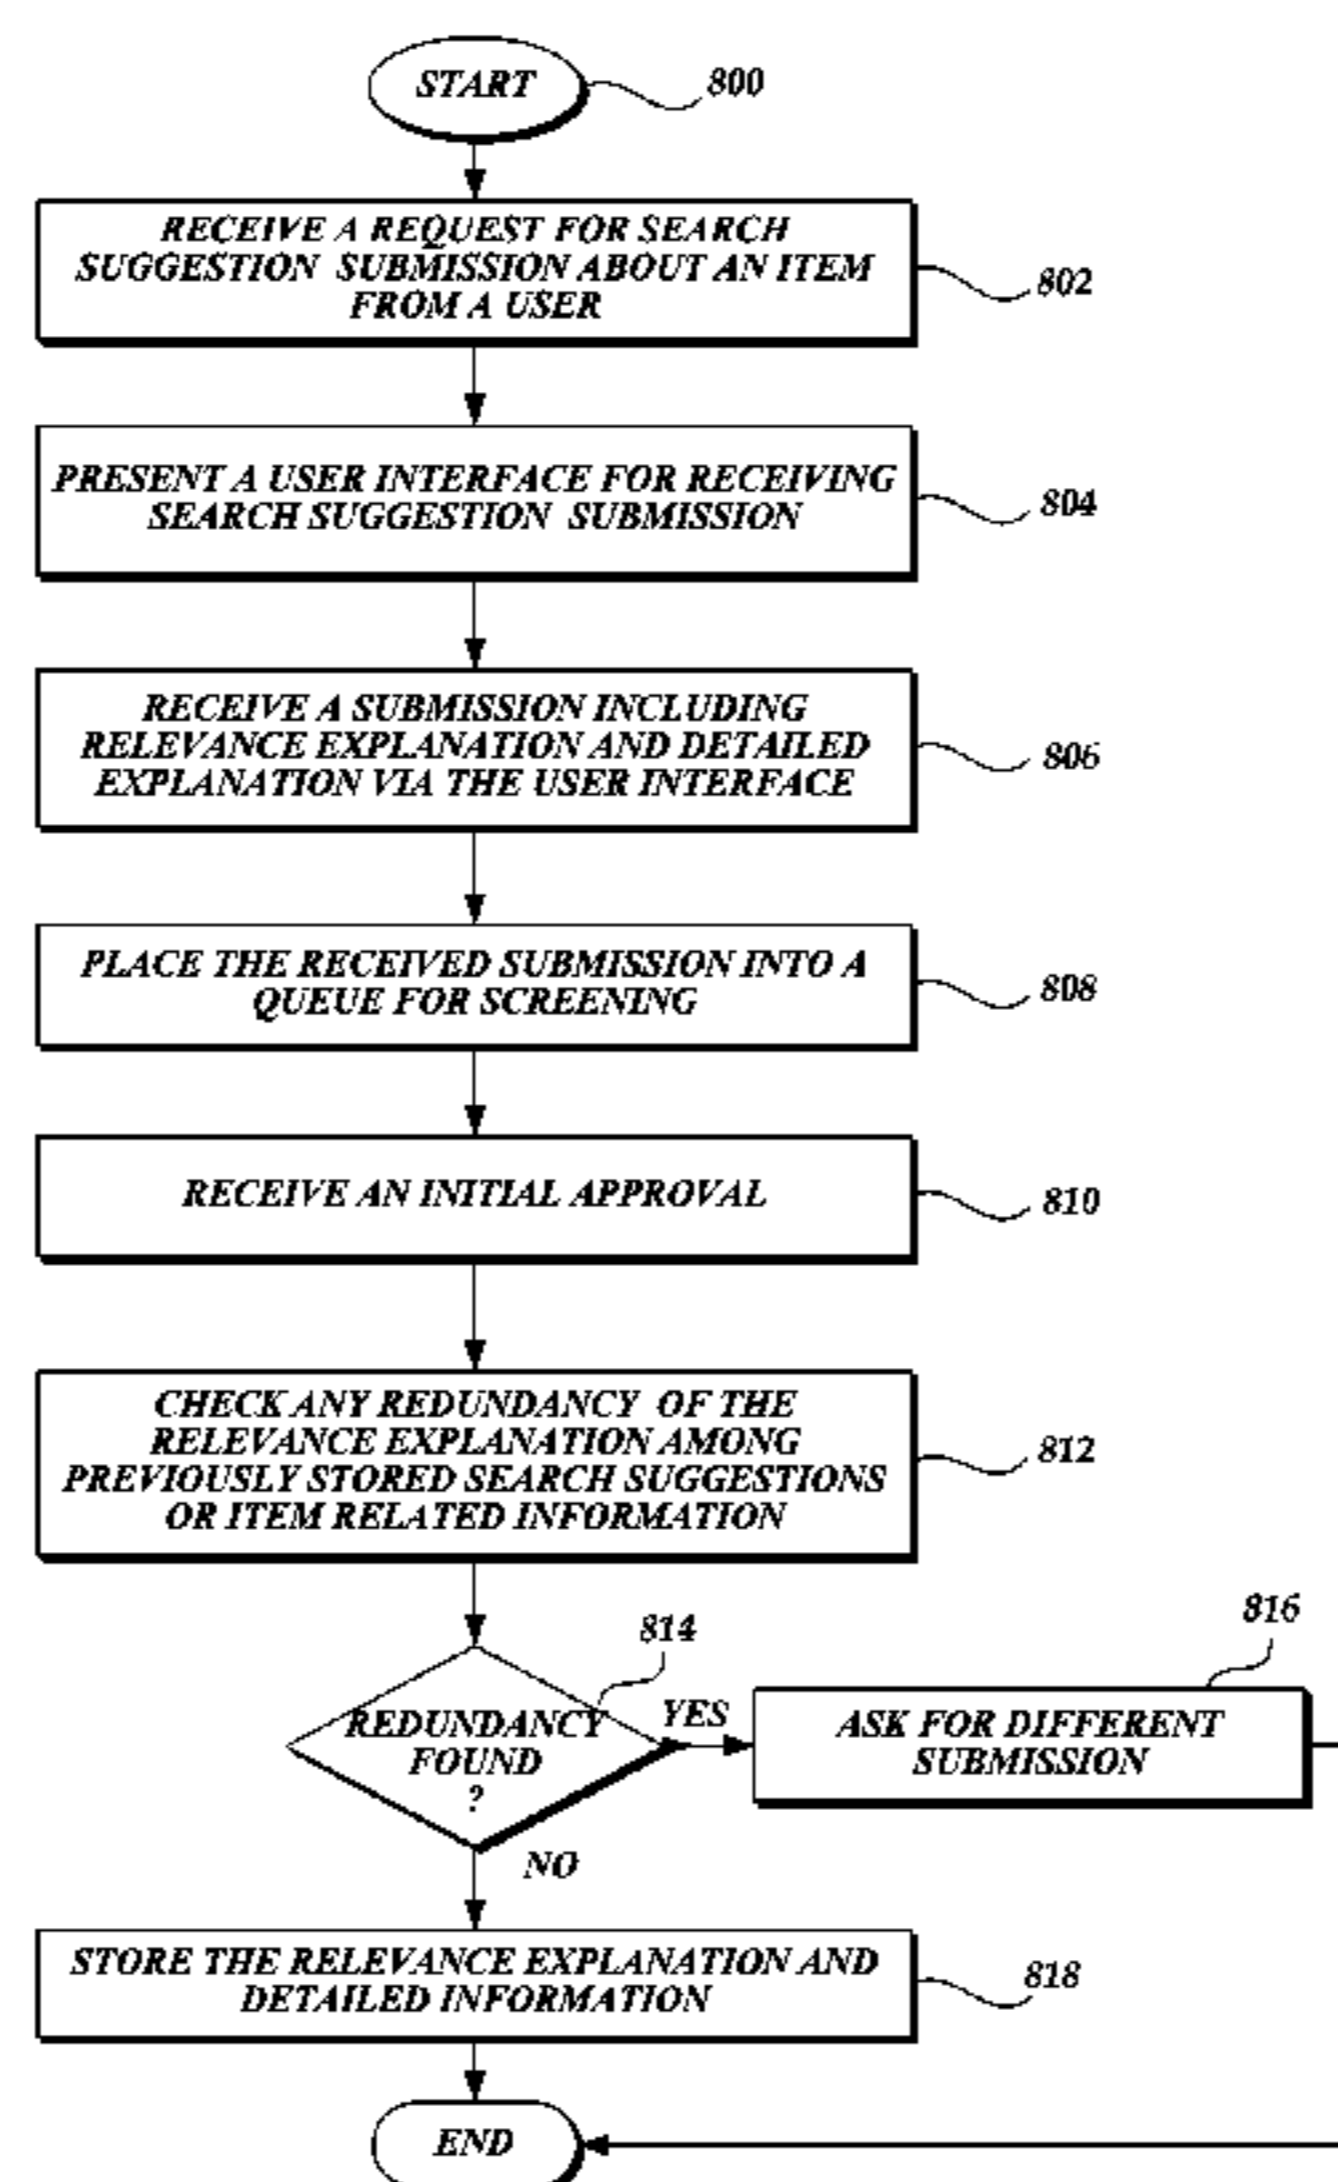 START
800
RECEIVE A REQUEST FOR SEARCH
SUGGESTION SUBMISSION ABOUT AN ITEM
FROM A USER
802
PRESENT A USER INTERFACE FOR RECEIVING
SEARCH SUGGESTION SUBMISSION
804
RECEIVE A SUBMISSION INCLUDING
RELEVANCE EXPLANATION AND DETAILED
EXPLANATION VIA THE USER INTERFACE
806
PLACE THE RECEIVED SUBMISSION INTO A
QUEUE FOR SCREENING
808
RECEIVE AN INITIAL APPROVAL
810
CHECK ANY REDUNDANCY OF THE
RELEVANCE EXPLANATION AMONG
PREVIOUSLY STORED SEARCH SUGGESTIONS
OR ITEM RELATED INFORMATION
812
814
REDUNDANCY
FOUND
?
YES
816
ASK FOR DIFFERENT
SUBMISSION
NO
STORE THE RELEVANCE EXPLANATION AND
DETAILED INFORMATION
818
END